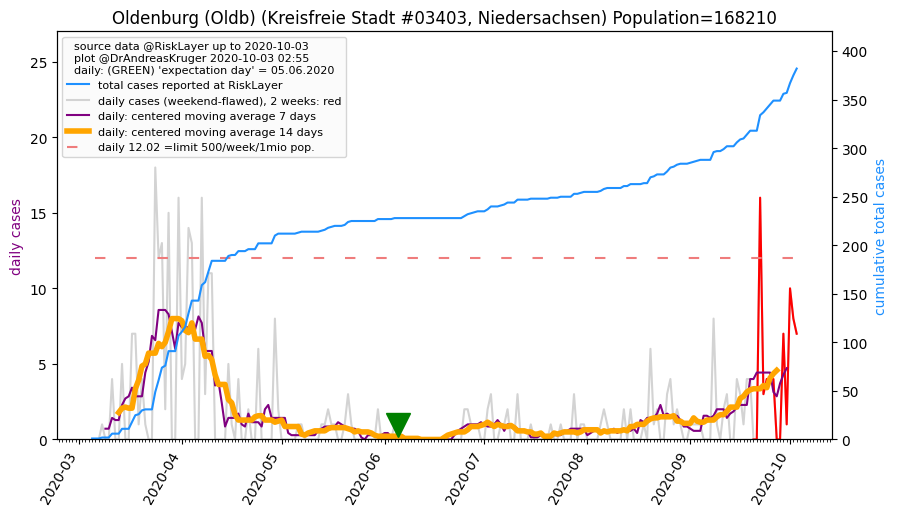 Oldenburg (Oldb) (Kreisfreie Stadt #03403, Niedersachsen) Population=168210
source data @RiskLayer up to 2020-10-03
plot @DrAndreasKruger 2020-10-03 02:55
daily: (GREEN) 'expectation day' = 05.06.2020
total cases reported at RiskLayer
daily cases (weekend-flawed), 2 weeks: red
daily: centered moving average 7 days
daily: centered moving average 14 days
daily 12.02 =limit 500/week/1mio pop.
daily cases
25
20
15
10
5
0
cumulative total cases
400
350
300
250
200
150
100
50
0
2020-03
2020-04
2020-05
2020-06
2020-07
2020-08
2020-09
2020-10